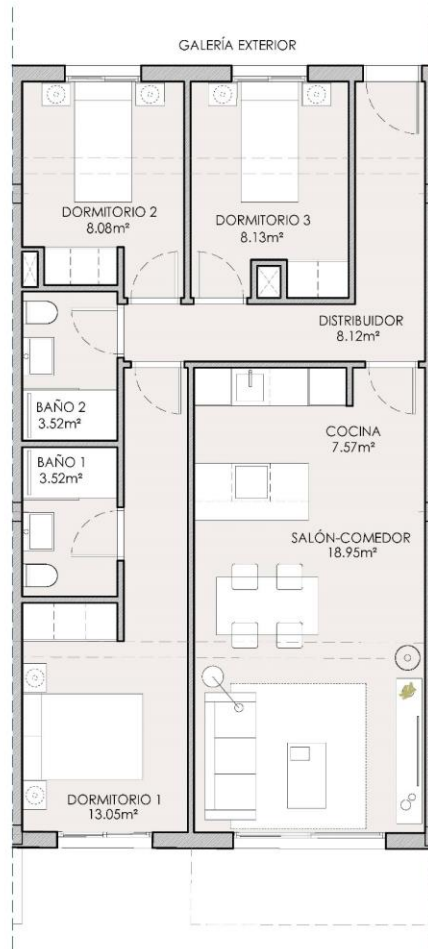 GALERÍA EXTERIOR
DORMITORIO 2
8.08m²
DORMITORIO 3
8.13m²
DISTRIBUIDOR
8.12m²
BAÑO 2
3.52m²
COCINA
7.57m²
BAÑO 1
3.52m²
SALÓN-COMEDOR
18.95m²
DORMITORIO 1
13.05m²